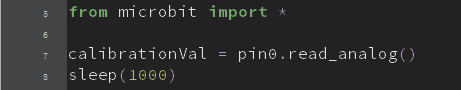 5 from microbit import *
6
7 calibrationVal = pin0.read_analog()
8 sleep(1000)